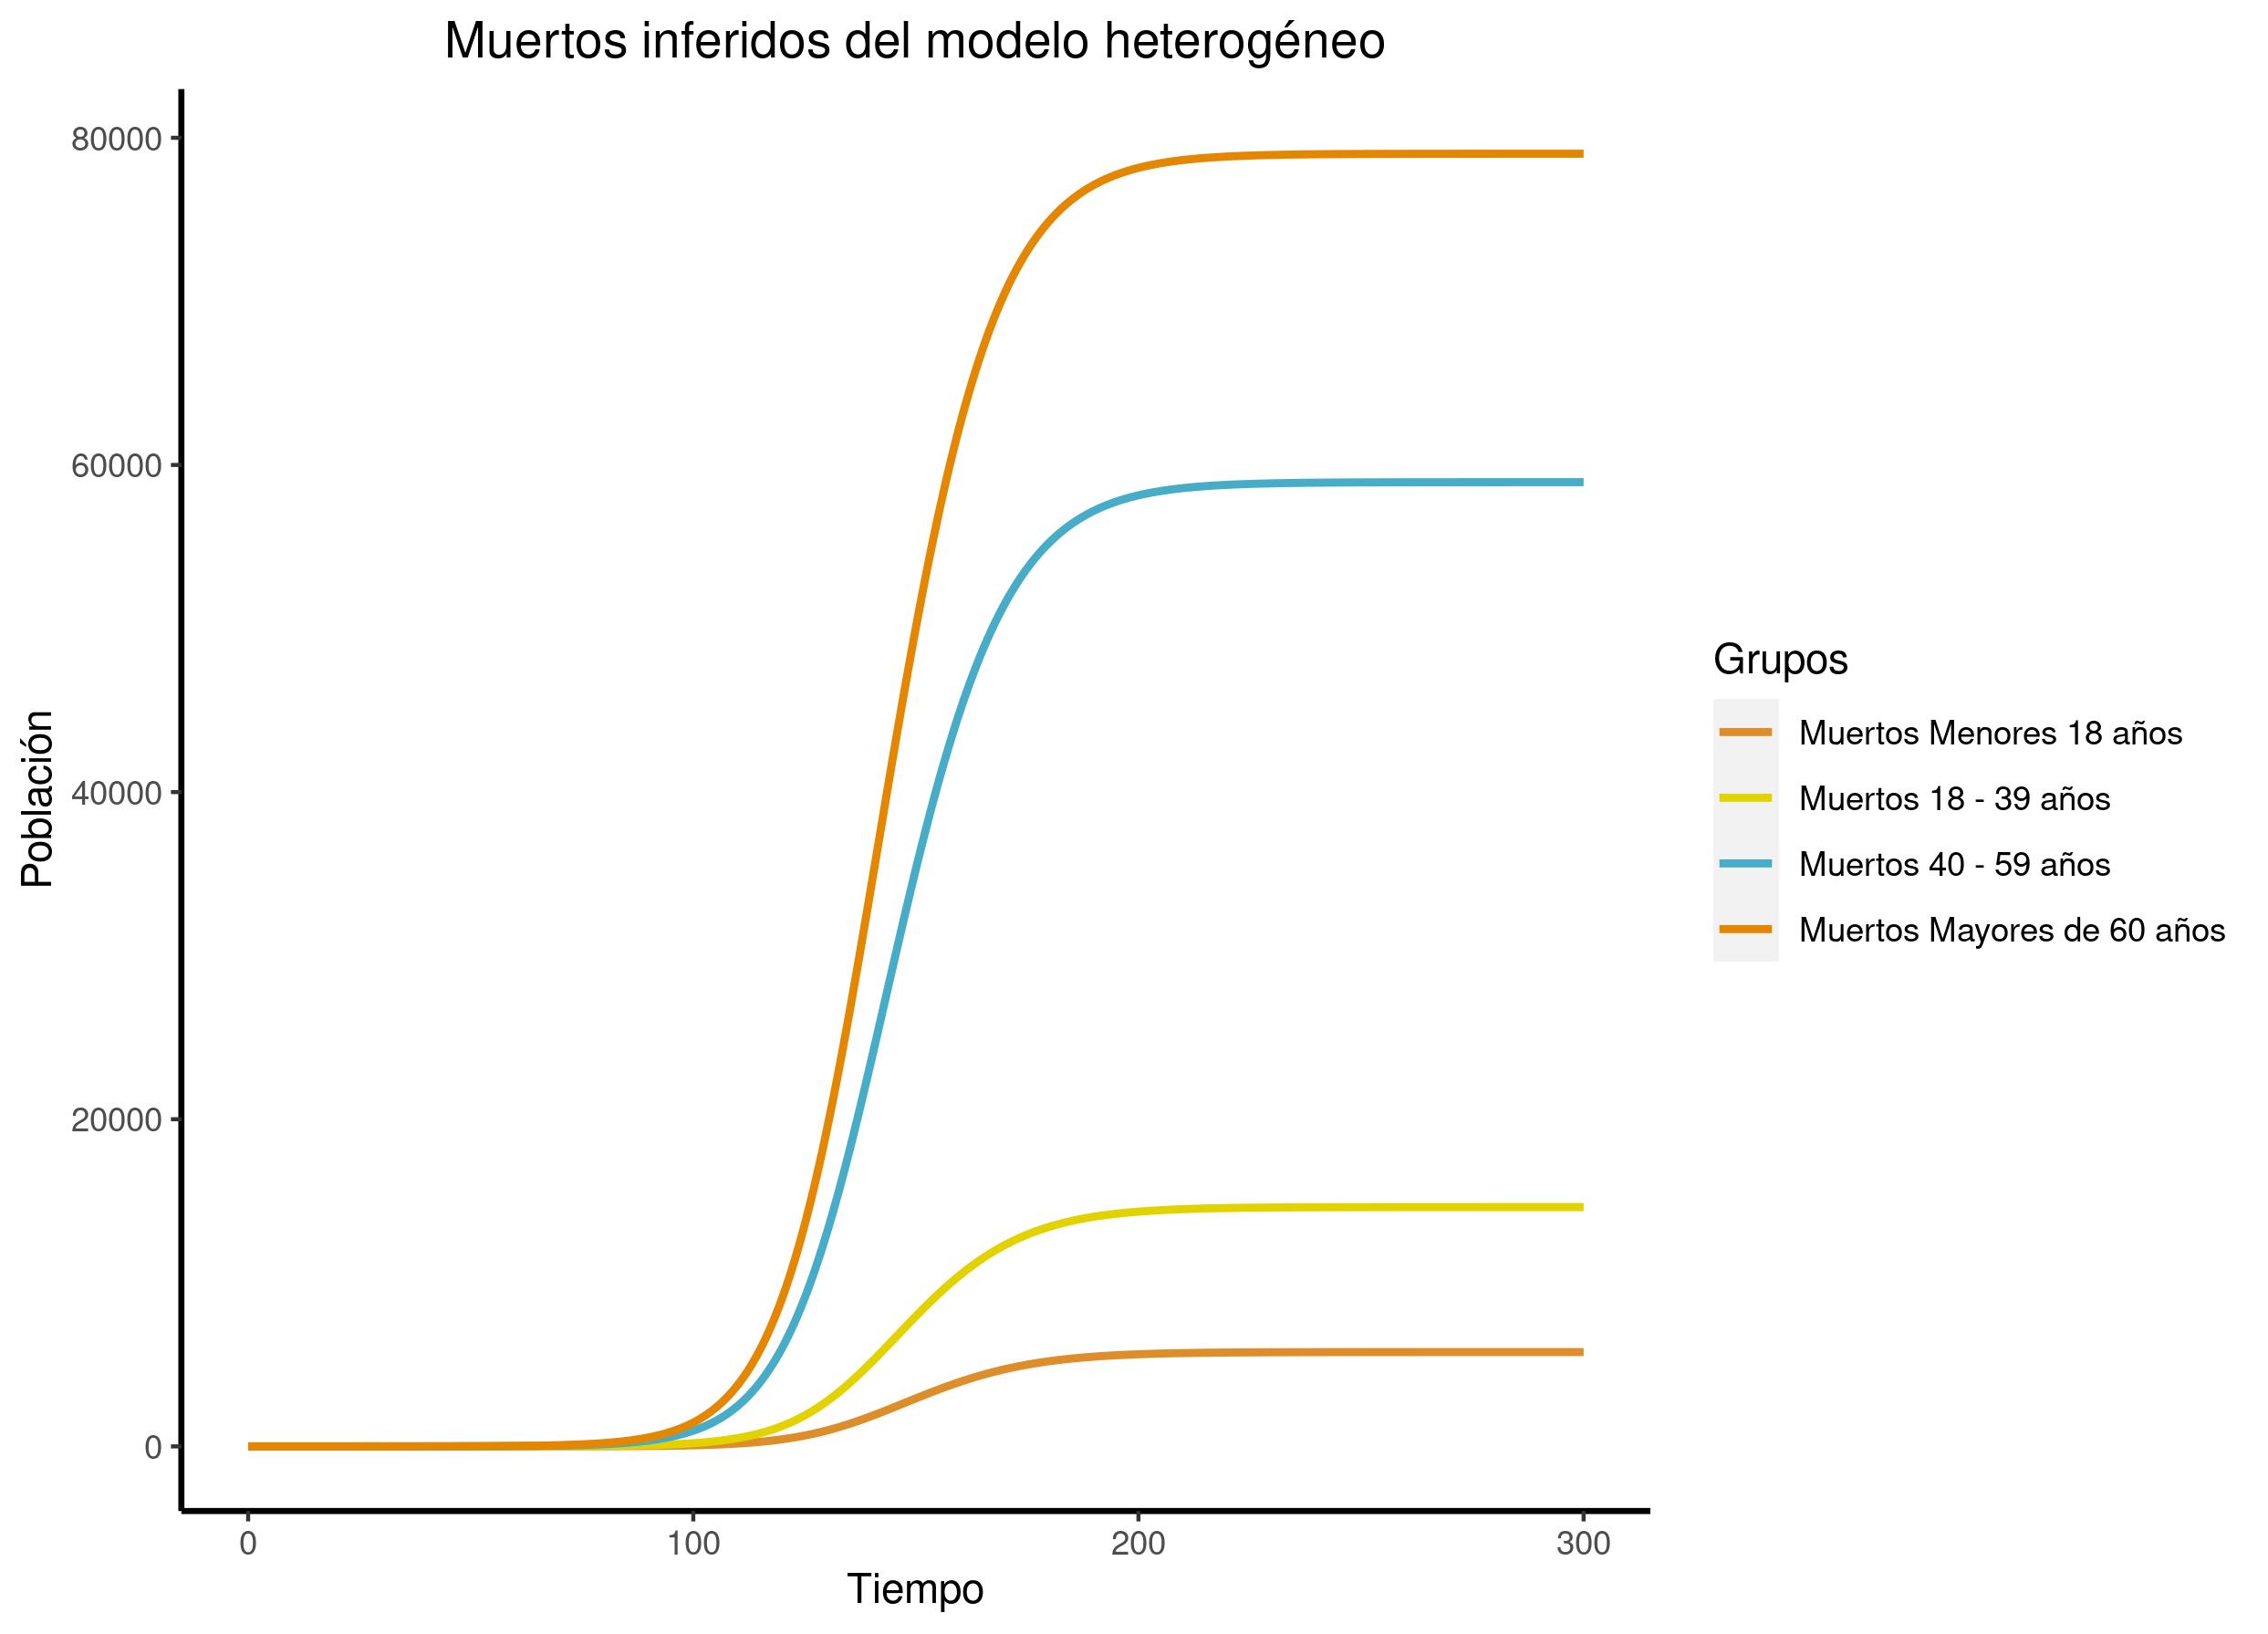 Muertos inferidos del modelo heterogéneo
Población
80000
60000
40000
20000
0
0 100 200 300
Tiempo
Grupos
Muertos Menores 18 años
Muertos 18 - 39 años
Muertos 40 - 59 años
Muertos Mayores de 60 años